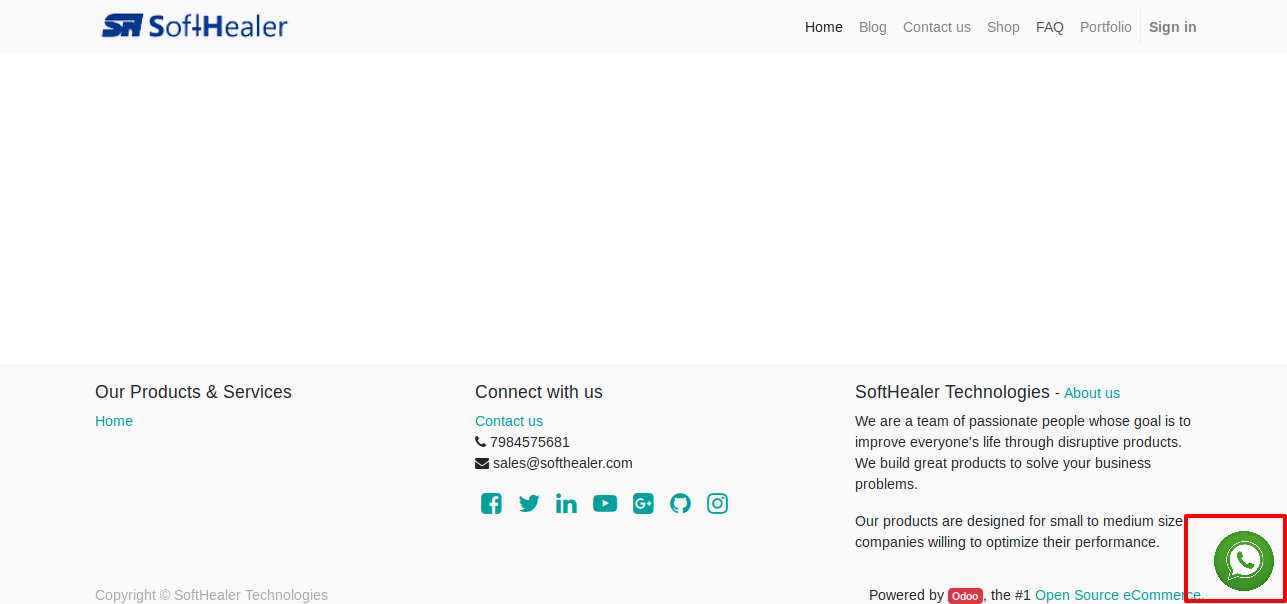 SoftHealer
Home Blog Contact us Shop FAQ Portfolio Sign in
Our Products & Services
Home
Connect with us
Contact us
7984575681
sales@softhealer.com
SoftHealer Technologies - About us
We are a team of passionate people whose goal is to
improve everyone's life through disruptive products.
We build great products to solve your business
problems.
Our products are designed for small to medium size
companies willing to optimize their performance.
Copyright © SoftHealer Technologies
Powered by Odoo, the #1 Open Source eCommerce.